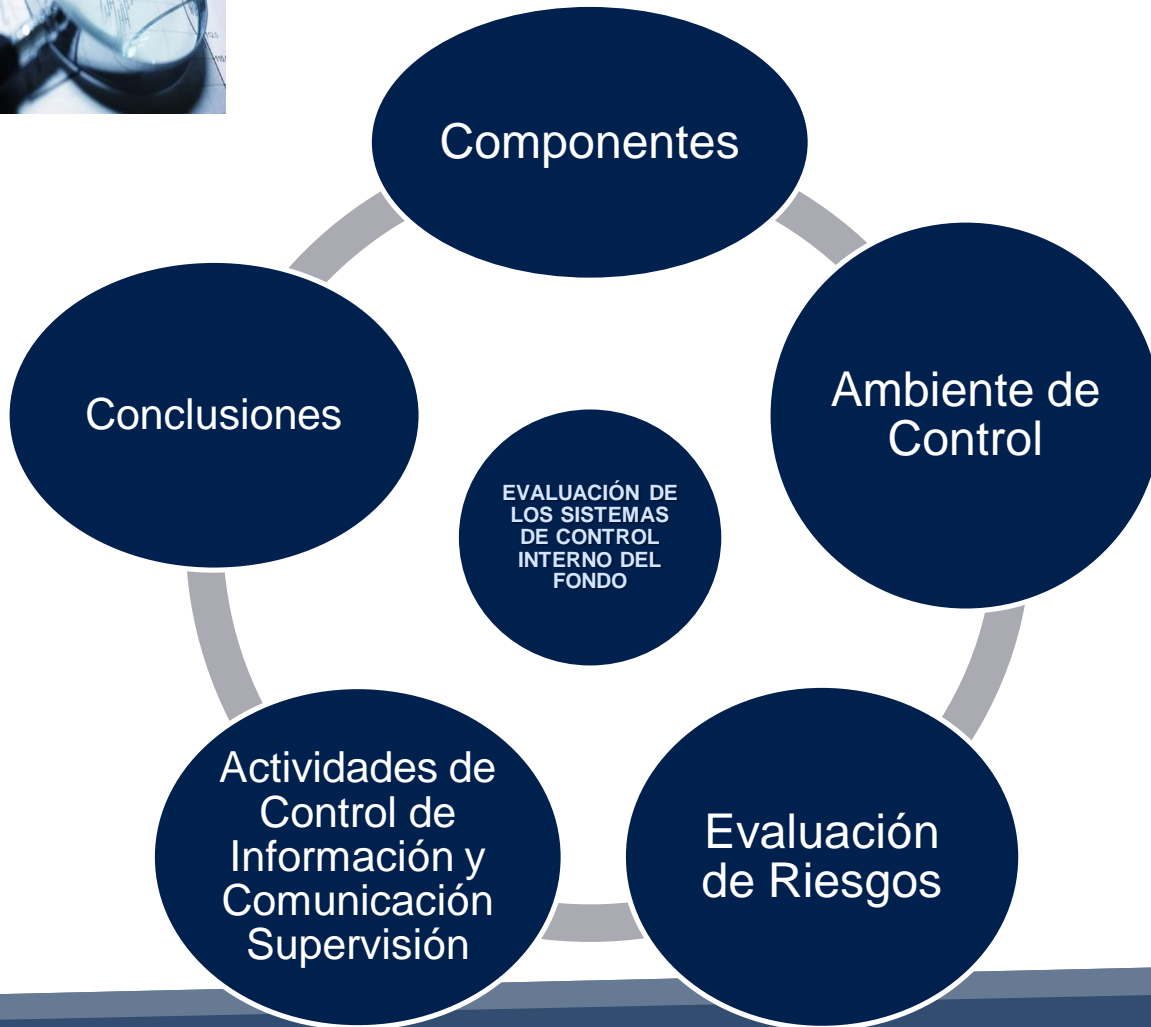 Componentes
Ambiente de
Control
Evaluación
de Riesgos
Actividades de
Control de
Información y
Comunicación
Supervisión
Conclusiones
EVALUACIÓN DE
LOS SISTEMAS
DE CONTROL
INTERNO DEL
FONDO